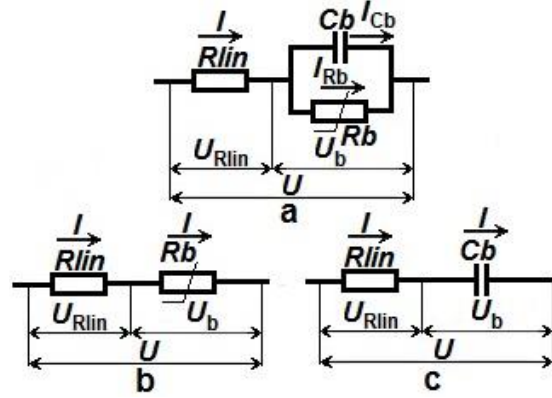 I Cb I_Cb
Rlin I_Rb
Rb
U_Rlin U_b
U
a
I I I I
Rlin Rb Rlin Cb
U_Rlin U_b U_Rlin U_b
U U
b c